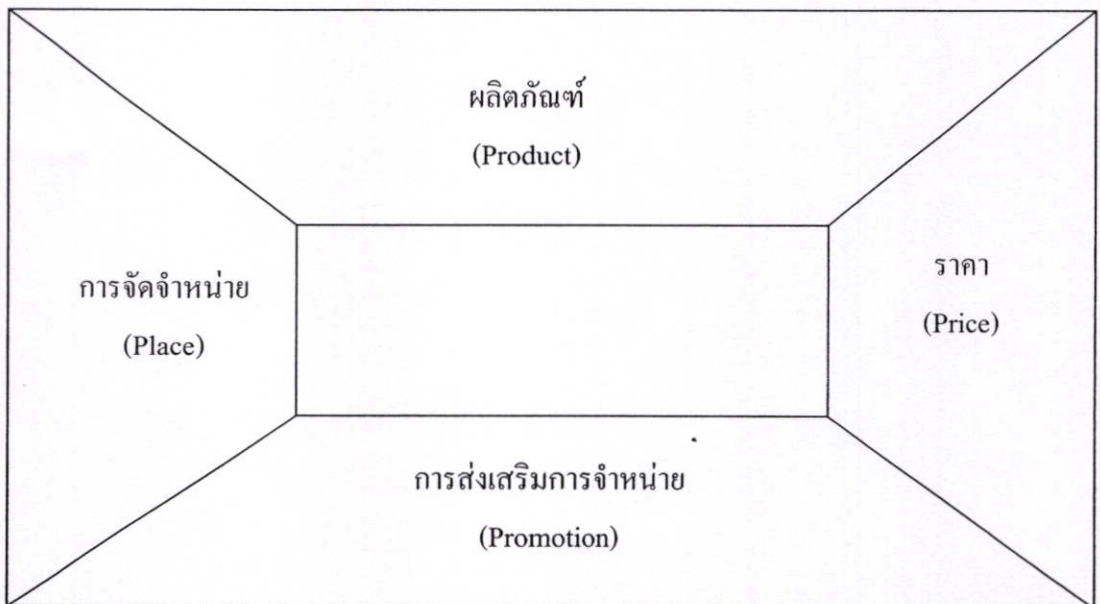 ผลิตภัณฑ์
(Product)
การจัดจำหน่าย
(Place)
ราคา
(Price)
การส่งเสริมการจำหน่าย
(Promotion)